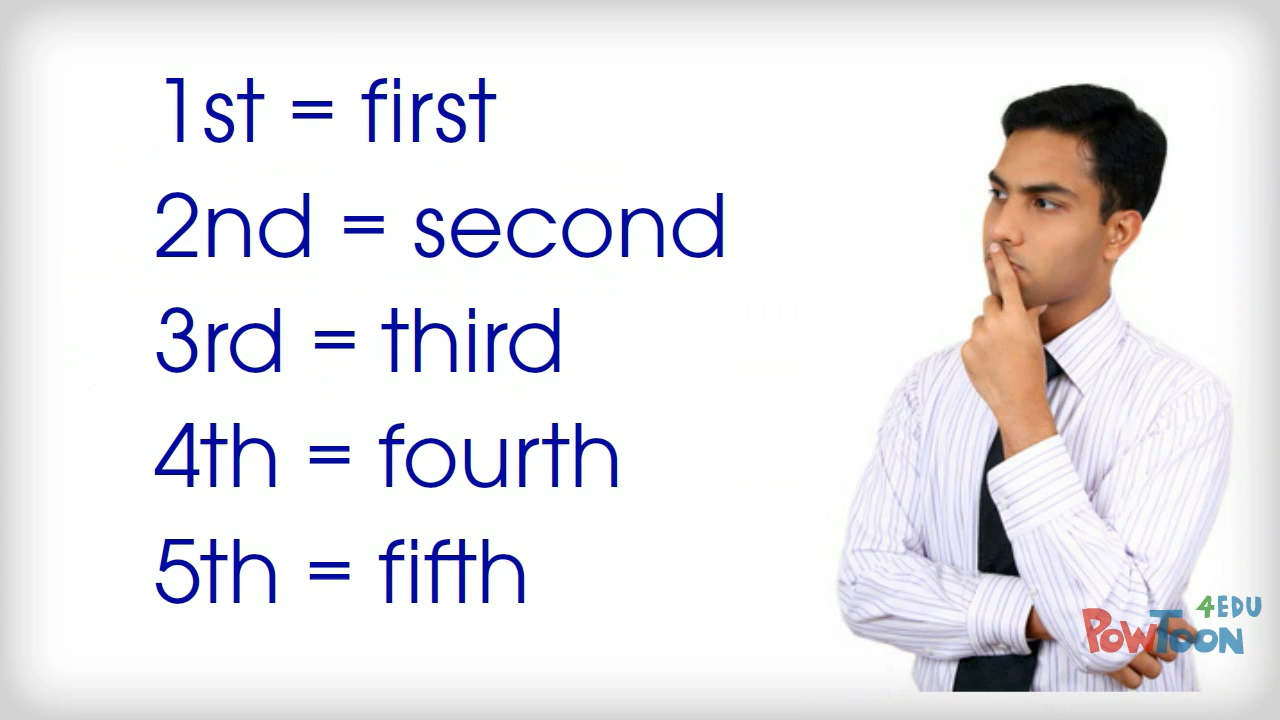 1st = first
2nd = second
3rd = third
4th = fourth
5th = fifth
4EDU
POWTOON